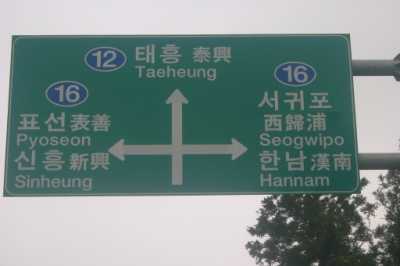 12 태흥 泰興
Taeheung
16
표선 表善
Pyoseon
신흥 新興
Sinheung
16
서귀포
西歸浦
Seogwipo
한남 漢南
Hannam